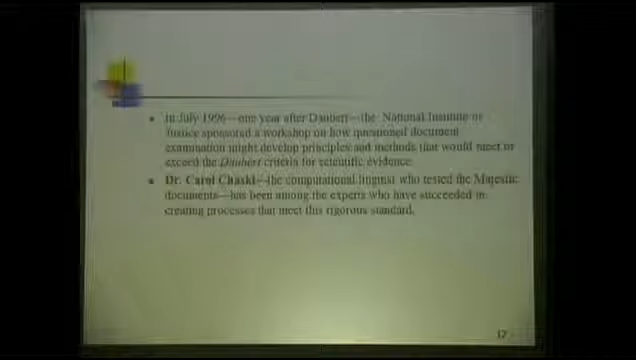 In July 1996—one year after Daubert—the National Institute of
Justice sponsored a workshop on how questioned document
examination might develop principles and methods that would meet or
exceed the Daubert criteria for scientific evidence.
Dr. Carol Chaski—the computational linguist who tested the Majestic
documents—has been among the experts who have succeeded in
creating processes that meet this rigorous standard.
17